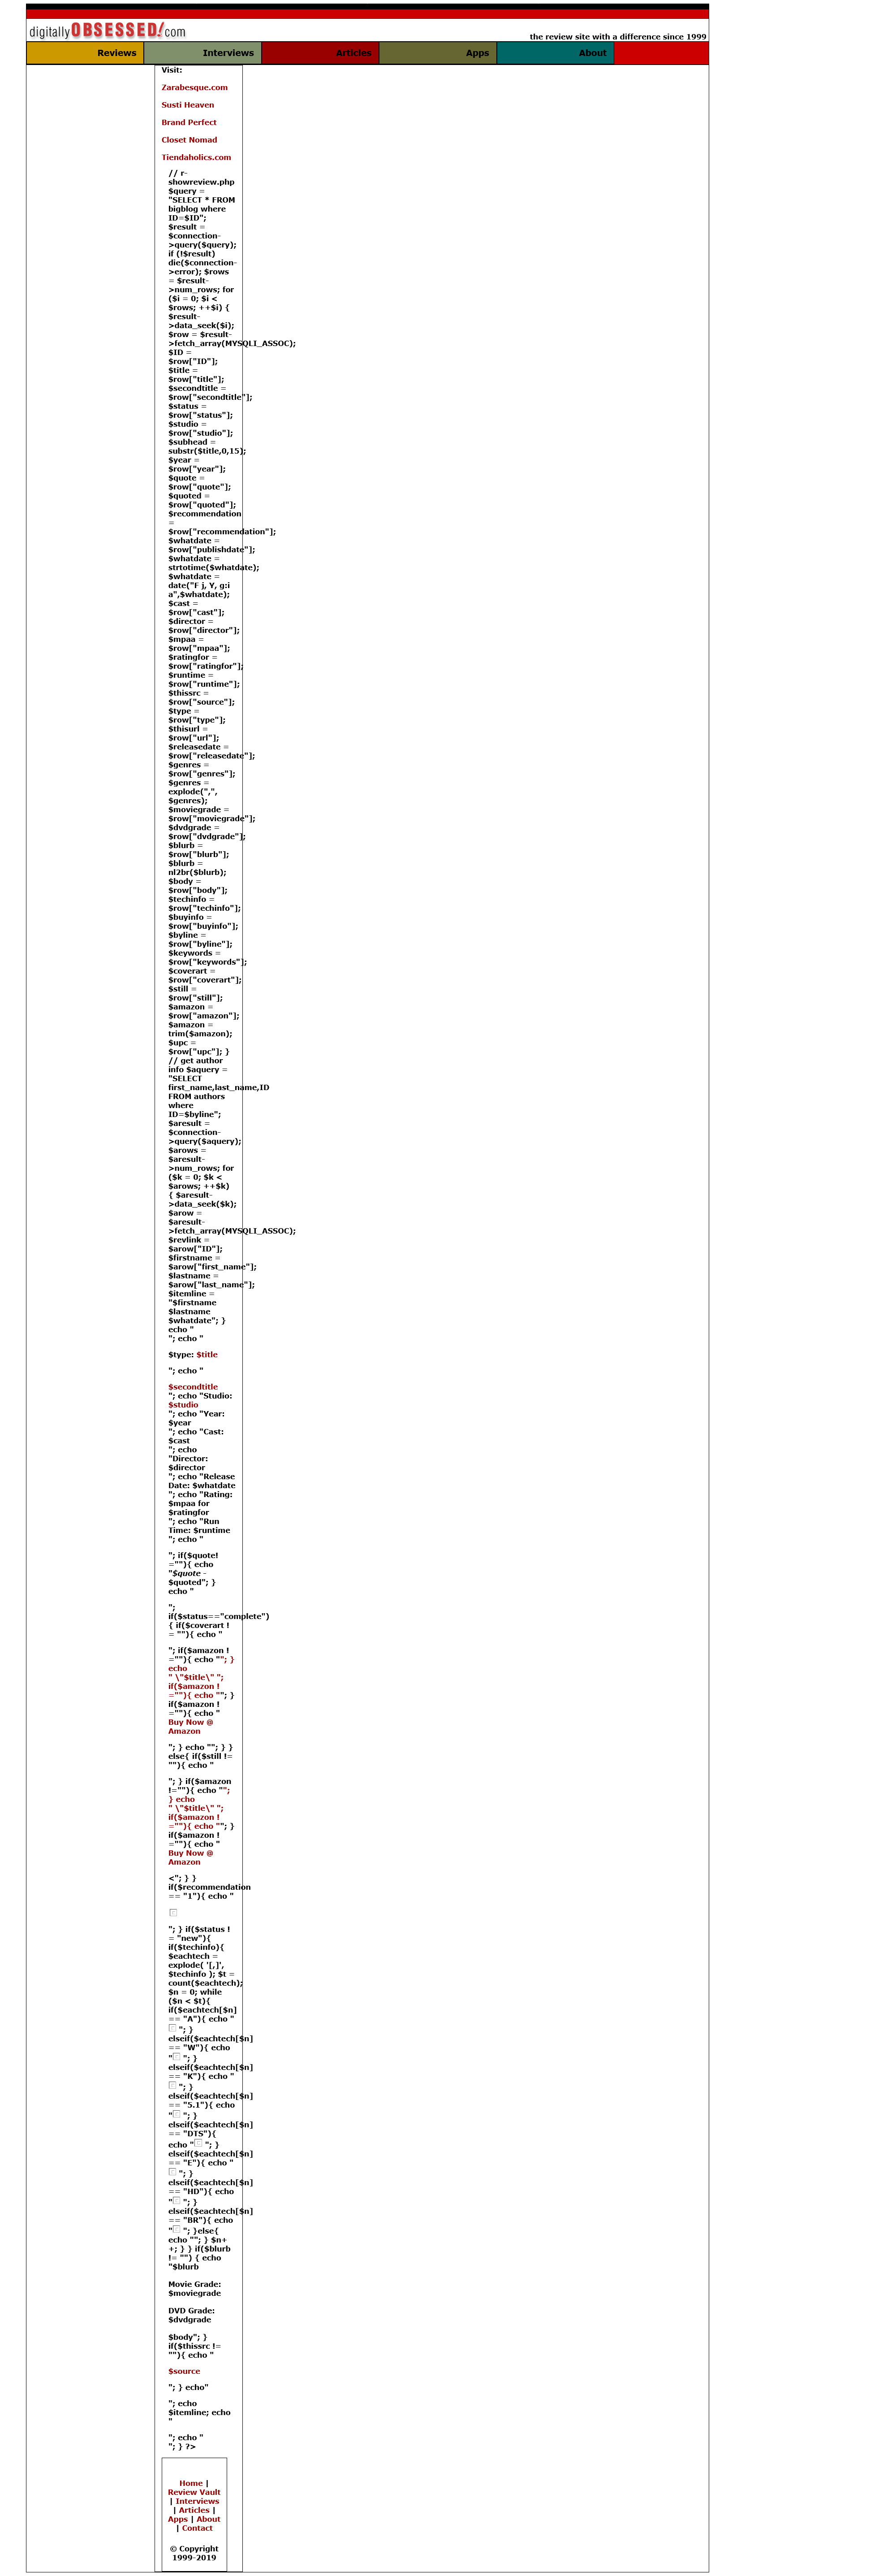 digitallyOBSESSED!.com
the review site with a difference since 1999
Reviews
Interviews
Articles
Apps
About
Visit:
Zarabesque.com
Susti Heaven
Brand Perfect
Closet Nomad
Tiendaholics.com
// r-
showreview.php
$query =
"SELECT * FROM
bigblog where
ID=$ID";
$result =
$connection-
>query($query);
if (!$result)
die($connection-
>error); $rows
= $result-
>num_rows; for
($i = 0; $i <
$rows; ++$i) {
$result-
>data_seek($i);
$row = $result-
>fetch_array(MYSQLI_ASSOC);
$ID =
$row["ID"];
$title =
$row["title"];
$secondtitle =
$row["secondtitle"];
$status =
$row["status"];
$studio =
$row["studio"];
$subhead =
substr($title,0,15);
$year =
$row["year"];
$quote =
$row["quote"];
$quoted =
$row["quoted"];
$recommendation
=
$row["recommendation"];
$whatdate =
$row["publishdate"];
$whatdate =
strtotime($whatdate);
$whatdate =
date("F j, Y, g:i
a",$whatdate);
$cast =
$row["cast"];
$director =
$row["director"];
$mpaa =
$row["mpaa"];
$ratingfor =
$row["ratingfor"];
$runtime =
$row["runtime"];
$thissrc =
$row["source"];
$type =
$row["type"];
$thisurl =
$row["url"];
$releasedate =
$row["releasedate"];
$genres =
$row["genres"];
$genres =
explode(",",
$genres);
$moviegrade =
$row["moviegrade"];
$dvdgrade =
$row["dvdgrade"];
$blurb =
$row["blurb"];
$blurb =
nl2br($blurb);
$body =
$row["body"];
$techinfo =
$row["techinfo"];
$buyinfo =
$row["buyinfo"];
$byline =
$row["byline"];
$keywords =
$row["keywords"];
$coverart =
$row["coverart"];
$still =
$row["still"];
$amazon =
$row["amazon"];
$amazon =
trim($amazon);
$upc =
$row["upc"]; }
// get author
info $aquery =
"SELECT
first_name,last_name,ID
FROM authors
where
ID=$byline";
$aresult =
$connection-
>query($aquery);
$arows =
$aresult-
>num_rows; for
($k = 0; $k <
$arows; ++$k)
{ $aresult-
>data_seek($k);
$arow =
$aresult-
>fetch_array(MYSQLI_ASSOC);
$revlink =
$arow["ID"];
$firstname =
$arow["first_name"];
$lastname =
$arow["last_name"];
$itemline =
"$firstname
$lastname
$whatdate"; }
echo "
"; echo "
$type: $title
"; echo "
$secondtitle
"; echo "Studio:
$studio
"; echo "Year:
$year
"; echo "Cast:
$cast
"; echo
"Director:
$director
"; echo "Release
Date: $whatdate
"; echo "Rating:
$mpaa for
$ratingfor
"; echo "Run
Time: $runtime
"; echo "
"; if($quote!
=""){ echo
"$quote -
$quoted"; }
echo "
";
if($status=="complete")
{ if($coverart !
= ""){ echo "
"; if($amazon !
=""){ echo ""; }
echo
" \"$title\" ";
if($amazon !
=""){ echo ""; }
if($amazon !
=""){ echo "
Buy Now @
Amazon
"; } echo ""; } }
else{ if($still !=
""){ echo "
"; } if($amazon
!=""){ echo "";
} echo
" \"$title\" ";
if($amazon !
=""){ echo ""; }
if($amazon !
=""){ echo "
Buy Now @
Amazon
<"; } }
if($recommendation
== "1"){ echo "
"; } if($status !
= "new"){
if($techinfo){
$eachtech =
explode( '[,]',
$techinfo ); $t =
count($eachtech);
$n = 0; while
($n < $t){
if($eachtech[$n]
== "A"){ echo "
"; }
elseif($eachtech[$n]
== "W"){ echo
" "; }
elseif($eachtech[$n]
== "K"){ echo "
"; }
elseif($eachtech[$n]
== "5.1"){ echo
" "; }
elseif($eachtech[$n]
== "DTS"){
echo " "; }
elseif($eachtech[$n]
== "E"){ echo "
"; }
elseif($eachtech[$n]
== "HD"){ echo
" "; }
elseif($eachtech[$n]
== "BR"){ echo
" "; }else{
echo ""; } $n+
+; } } if($blurb
!= "") { echo
"$blurb
Movie Grade:
$moviegrade
DVD Grade:
$dvdgrade
$body"; }
if($thissrc !=
""){ echo "
$source
"; } echo"
"; echo
$itemline; echo
"
"; echo "
"; } ?>
Home |
Review Vault
| Interviews
| Articles |
Apps | About
| Contact
© Copyright
1999-2019